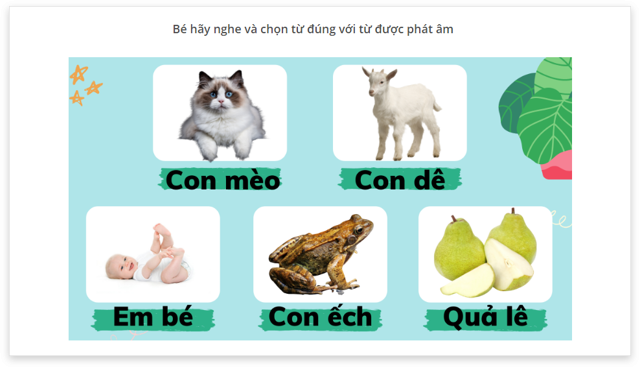 Bé hãy nghe và chọn từ đúng với từ được phát âm
Con mèo
Con dê
Em bé
Con ếch
Quả lê